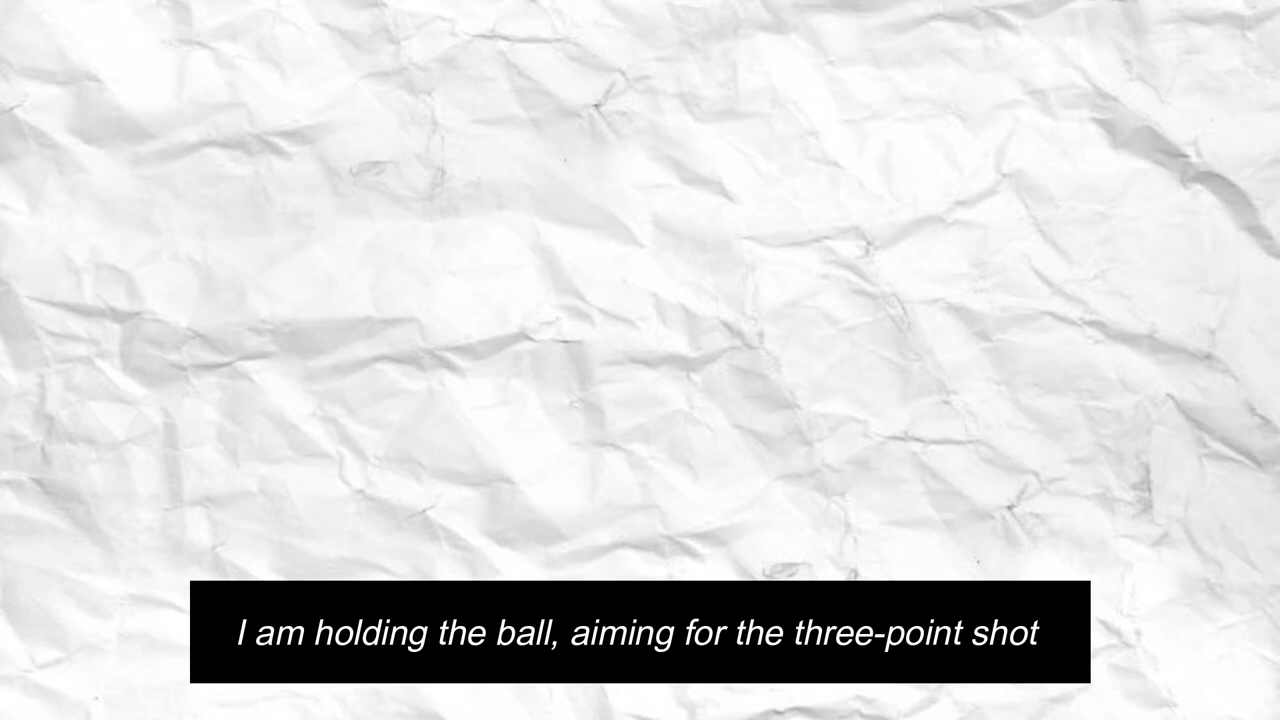 I am holding the ball, aiming for the three-point shot